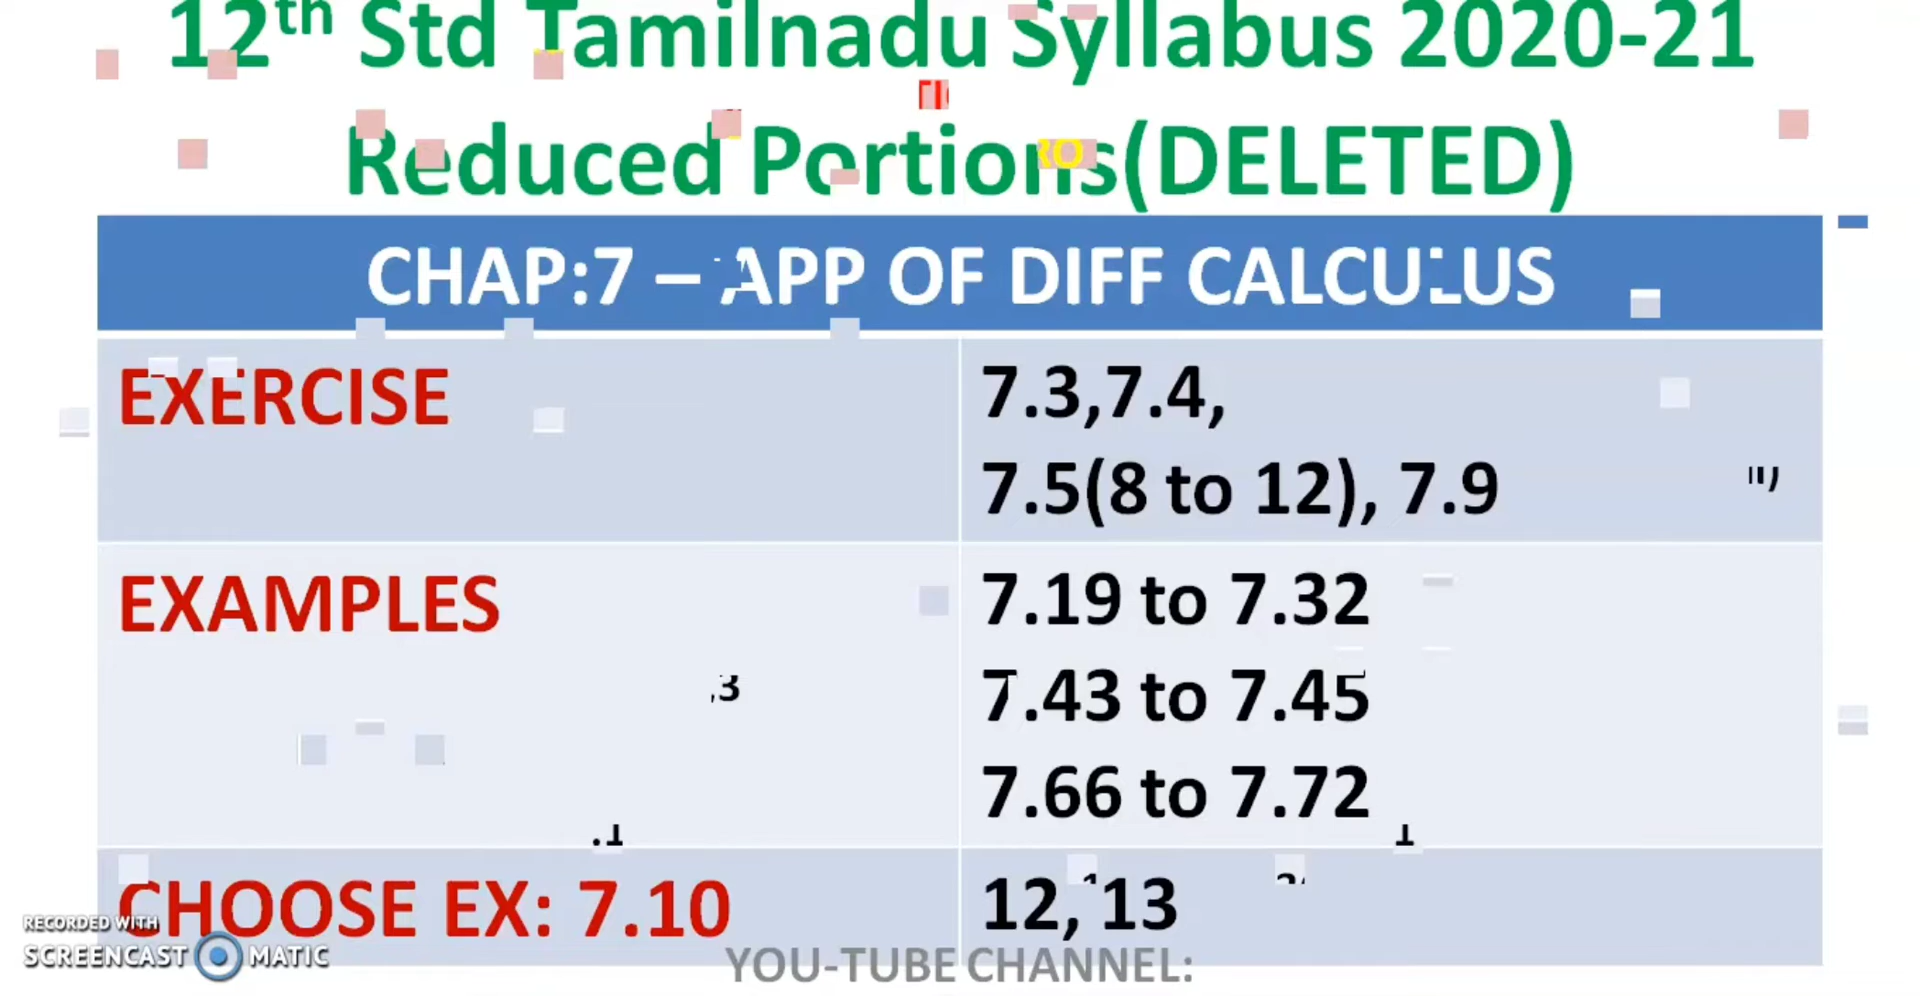 12th Std Tamilnadu Syllabus 2020-21
Reduced Portions(DELETED)
CHAP:7 – APP OF DIFF CALCULUS
EXERCISE
7.3,7.4,
7.5(8 to 12), 7.9
EXAMPLES
7.19 to 7.32
7.43 to 7.45
7.66 to 7.72
CHOOSE EX: 7.10
12, 13
RECORDED WITH
SCREENCAST MATIC
YOU-TUBE CHANNEL: